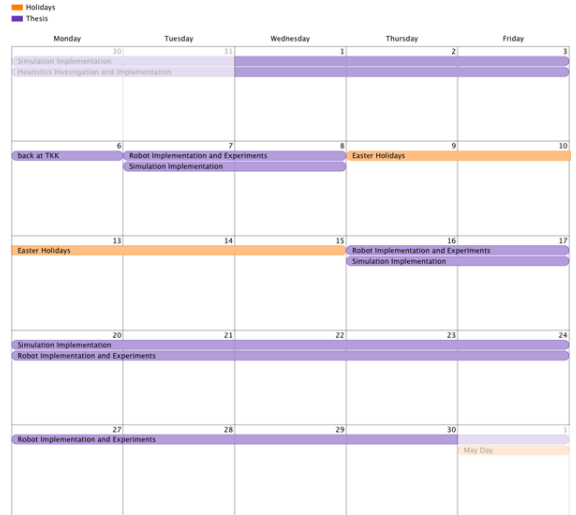 Holidays
Thesis
Monday Tuesday Wednesday Thursday Friday
30 31 1 2 3
Simulation Implementation
Heuristics Investigation and Implementation
6 7 8 9 10
back at TKK Robot Implementation and Experiments Easter Holidays
Simulation Implementation
13 14 15 16 17
Easter Holidays Robot Implementation and Experiments
Simulation Implementation
20 21 22 23 24
Simulation Implementation
Robot Implementation and Experiments
27 28 29 30 1
Robot Implementation and Experiments
May Day